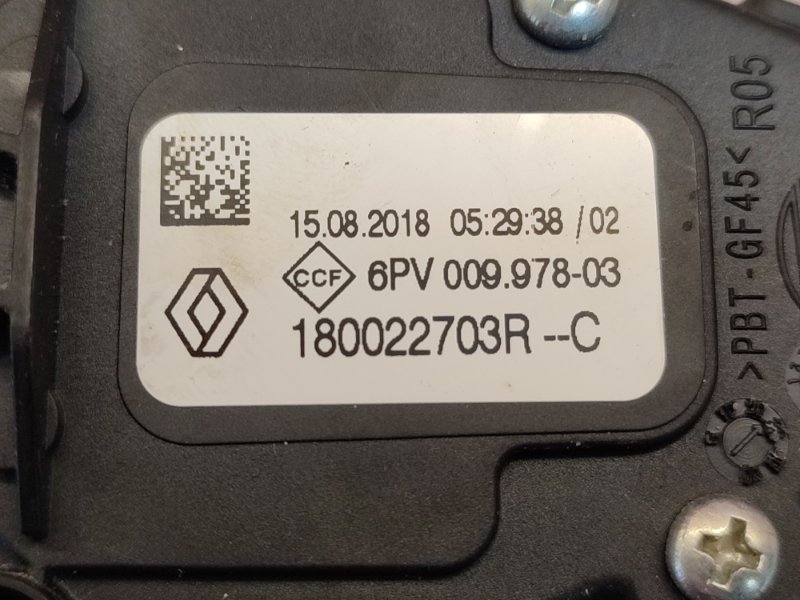 15.08.2018 05:29:38 /02
CCF 6PV 009.978-03
180022703R --C
>PBT-GF45< R05